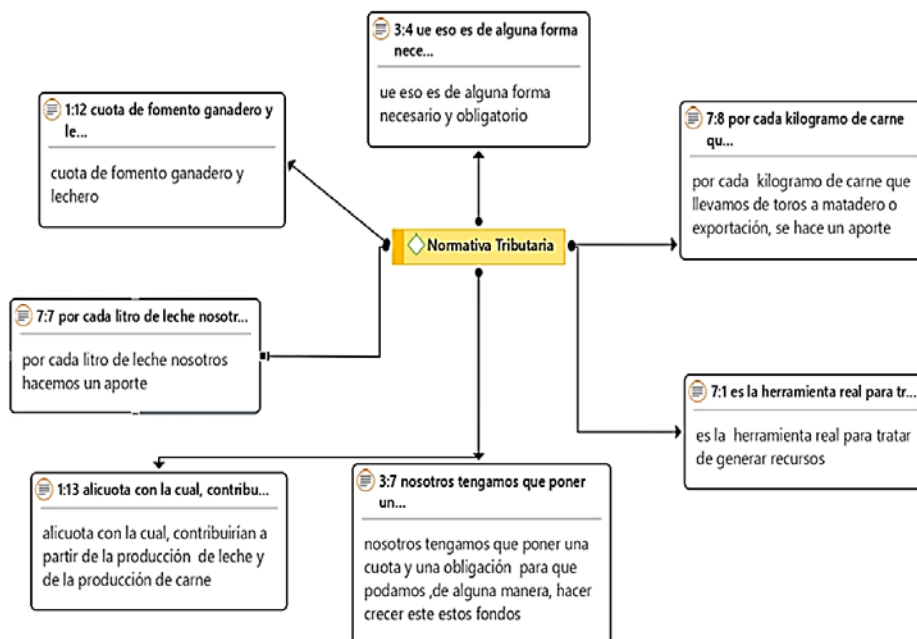 3:4 ue eso es de alguna forma
nece...
ue eso es de alguna forma
necesario y obligatorio
1:12 cuota de fomento ganadero y
le...
cuota de fomento ganadero y
lechero
7:8 por cada kilogramo de carne
qu...
por cada kilogramo de carne que
llevamos de toros a matadero o
exportación, se hace un aporte
Normativa Tributaria
7:7 por cada litro de leche nosotr...
por cada litro de leche nosotros
hacemos un aporte
7:1 es la herramienta real para tr...
es la herramienta real para tratar
de generar recursos
1:13 alicuota con la cual, contribu...
alicuota con la cual, contribuirían a
partir de la producción de leche y
de la producción de carne
3:7 nosotros tengamos que poner
un...
nosotros tengamos que poner una
cuota y una obligación para que
podamos ,de alguna manera, hacer
crecer este estos fondos